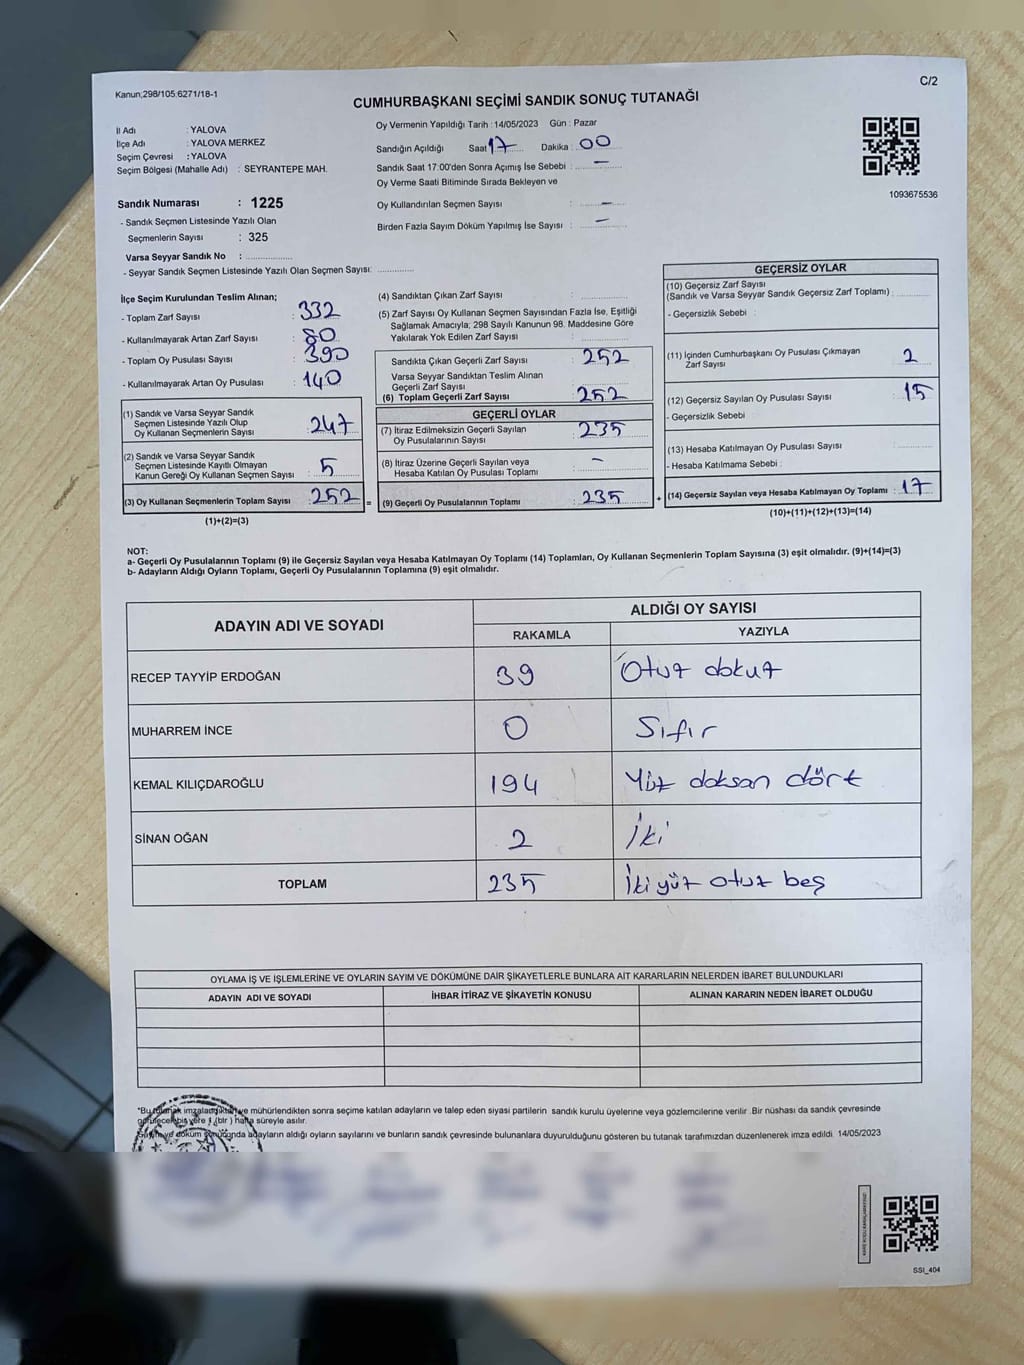 Kanun;298/105.6271/18-1
C/2
CUMHURBAŞKANI SEÇİMİ SANDIK SONUÇ TUTANAĞI
İl Adı : YALOVA
İlçe Adı : YALOVA MERKEZ
Seçim Çevresi : YALOVA
Seçim Bölgesi (Mahalle Adı) : SEYRANTEPE MAH.
Sandık Numarası : 1225
- Sandık Seçmen Listesinde Yazılı Olan
Seçmenlerin Sayısı : 325
Varsa Seyyar Sandık No :
- Seyyar Sandık Seçmen Listesinde Yazılı Olan Seçmen Sayısı:
Oy Vermenin Yapıldığı Tarih : 14/05/2023 Gün : Pazar
Sandığın Açıldığı Saat 17 Dakika : 00
Sandık Saat 17:00'den Sonra Açımış İse Sebebi : —
Oy Verme Saati Bitiminde Sırada Bekleyen ve
Oy Kullandırılan Seçmen Sayısı : —
Birden Fazla Sayım Döküm Yapılmış İse Sayısı : —
1093675536
İlçe Seçim Kurulundan Teslim Alınan;
- Toplam Zarf Sayısı : 332
- Kullanılmayarak Artan Zarf Sayısı : 80
- Toplam Oy Pusulası Sayısı : 390
- Kullanılmayarak Artan Oy Pusulası : 140
(1) Sandık ve Varsa Seyyar Sandık
Seçmen Listesinde Yazılı Olup
Oy Kullanan Seçmenlerin Sayısı 247
(2) Sandık ve Varsa Seyyar Sandık
Seçmen Listesinde Kayıtlı Olmayan
Kanun Gereği Oy Kullanan Seçmen Sayısı 5
(3) Oy Kullanan Seçmenlerin Toplam Sayısı : 252 =
(1)+(2)=(3)
(4) Sandıktan Çıkan Zarf Sayısı :
(5) Zarf Sayısı Oy Kullanan Seçmen Sayısından Fazla İse, Eşitliği
Sağlamak Amacıyla; 298 Sayılı Kanunun 98. Maddesine Göre
Yakılarak Yok Edilen Zarf Sayısı :
Sandıkta Çıkan Geçerli Zarf Sayısı : 252
Varsa Seyyar Sandıktan Teslim Alınan
Geçerli Zarf Sayısı :
(6) Toplam Geçerli Zarf Sayısı : 252
GEÇERLİ OYLAR
(7) İtiraz Edilmeksizin Geçerli Sayılan
Oy Pusulalarının Sayısı : 235
(8) İtiraz Üzerine Geçerli Sayılan veya
Hesaba Katılan Oy Pusulası Toplamı : —
(9) Geçerli Oy Pusulalarının Toplamı : 235 +
GEÇERSİZ OYLAR
(10) Geçersiz Zarf Sayısı
(Sandık ve Varsa Seyyar Sandık Geçersiz Zarf Toplamı) :
- Geçersizlik Sebebi :
(11) İçinden Cumhurbaşkanı Oy Pusulası Çıkmayan
Zarf Sayısı 2
(12) Geçersiz Sayılan Oy Pusulası Sayısı : 15
- Geçersizlik Sebebi
(13) Hesaba Katılmayan Oy Pusulası Sayısı
- Hesaba Katılmama Sebebi :
(14) Geçersiz Sayılan veya Hesaba Katılmayan Oy Toplamı : 17
(10)+(11)+(12)+(13)=(14)
NOT:
a- Geçerli Oy Pusulalarının Toplamı (9) ile Geçersiz Sayılan veya Hesaba Katılmayan Oy Toplamı (14) Toplamları, Oy Kullanan Seçmenlerin Toplam Sayısına (3) eşit olmalıdır. (9)+(14)=(3)
b- Adayların Aldığı Oyların Toplamı, Geçerli Oy Pusulalarının Toplamına (9) eşit olmalıdır.
ADAYIN ADI VE SOYADI
ALDIĞI OY SAYISI
RAKAMLA YAZIYLA
RECEP TAYYİP ERDOĞAN 39 Otuz dokuz
MUHARREM İNCE 0 Sıfır
KEMAL KILIÇDAROĞLU 194 Yüz doksan dört
SİNAN OĞAN 2 İki
TOPLAM 235 İki yüz otuz beş
OYLAMA İŞ VE İŞLEMLERİNE VE OYLARIN SAYIM VE DÖKÜMÜNE DAİR ŞİKAYETLERLE BUNLARA AİT KARARLARIN NELERDEN İBARET BULUNDUKLARI
ADAYIN ADI VE SOYADI İHBAR İTİRAZ VE ŞİKAYETİN KONUSU ALINAN KARARIN NEDEN İBARET OLDUĞU
"Bu tutanak imzalandıktan ve mühürlendikten sonra seçime katılan adayların ve talep eden siyasi partilerin sandık kurulu üyelerine veya gözlemcilerine verilir .Bir nüshası da sandık çevresinde
görülecek bir yere 1 (bir ) hafta süreyle asılır.
döküm sonunda adayların aldığı oyların sayılarını ve bunların sandık çevresinde bulunanlara duyurulduğunu gösteren bu tutanak tarafımızdan düzenlenerek imza edildi. 14/05/2023
SSI_404